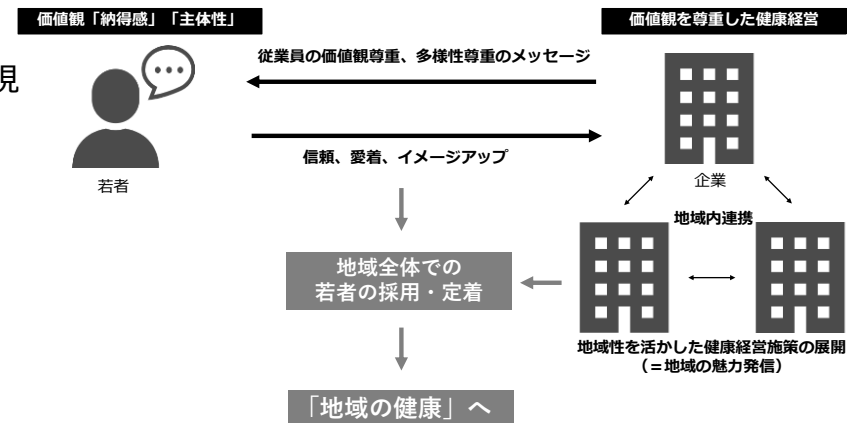 価値観「納得感」「主体性」
価値観を尊重した健康経営
従業員の価値観尊重、多様性尊重のメッセージ
見
信頼、愛着、イメージアップ
若者
企業
地域内連携
地域全体での
若者の採用・定着
地域性を活かした健康経営施策の展開
（＝地域の魅力発信）
「地域の健康」へ